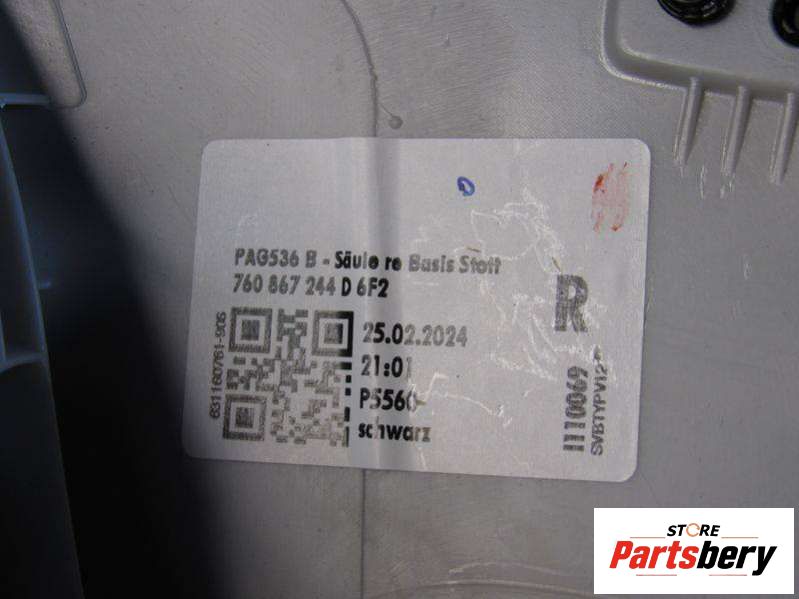 PAG536 B - Säule re Basis Stoff
760 867 244 D 6F2
R
25.02.2024
21:01
P5560-
schwarz
631160761-905
1110069
STORE
Partsbery